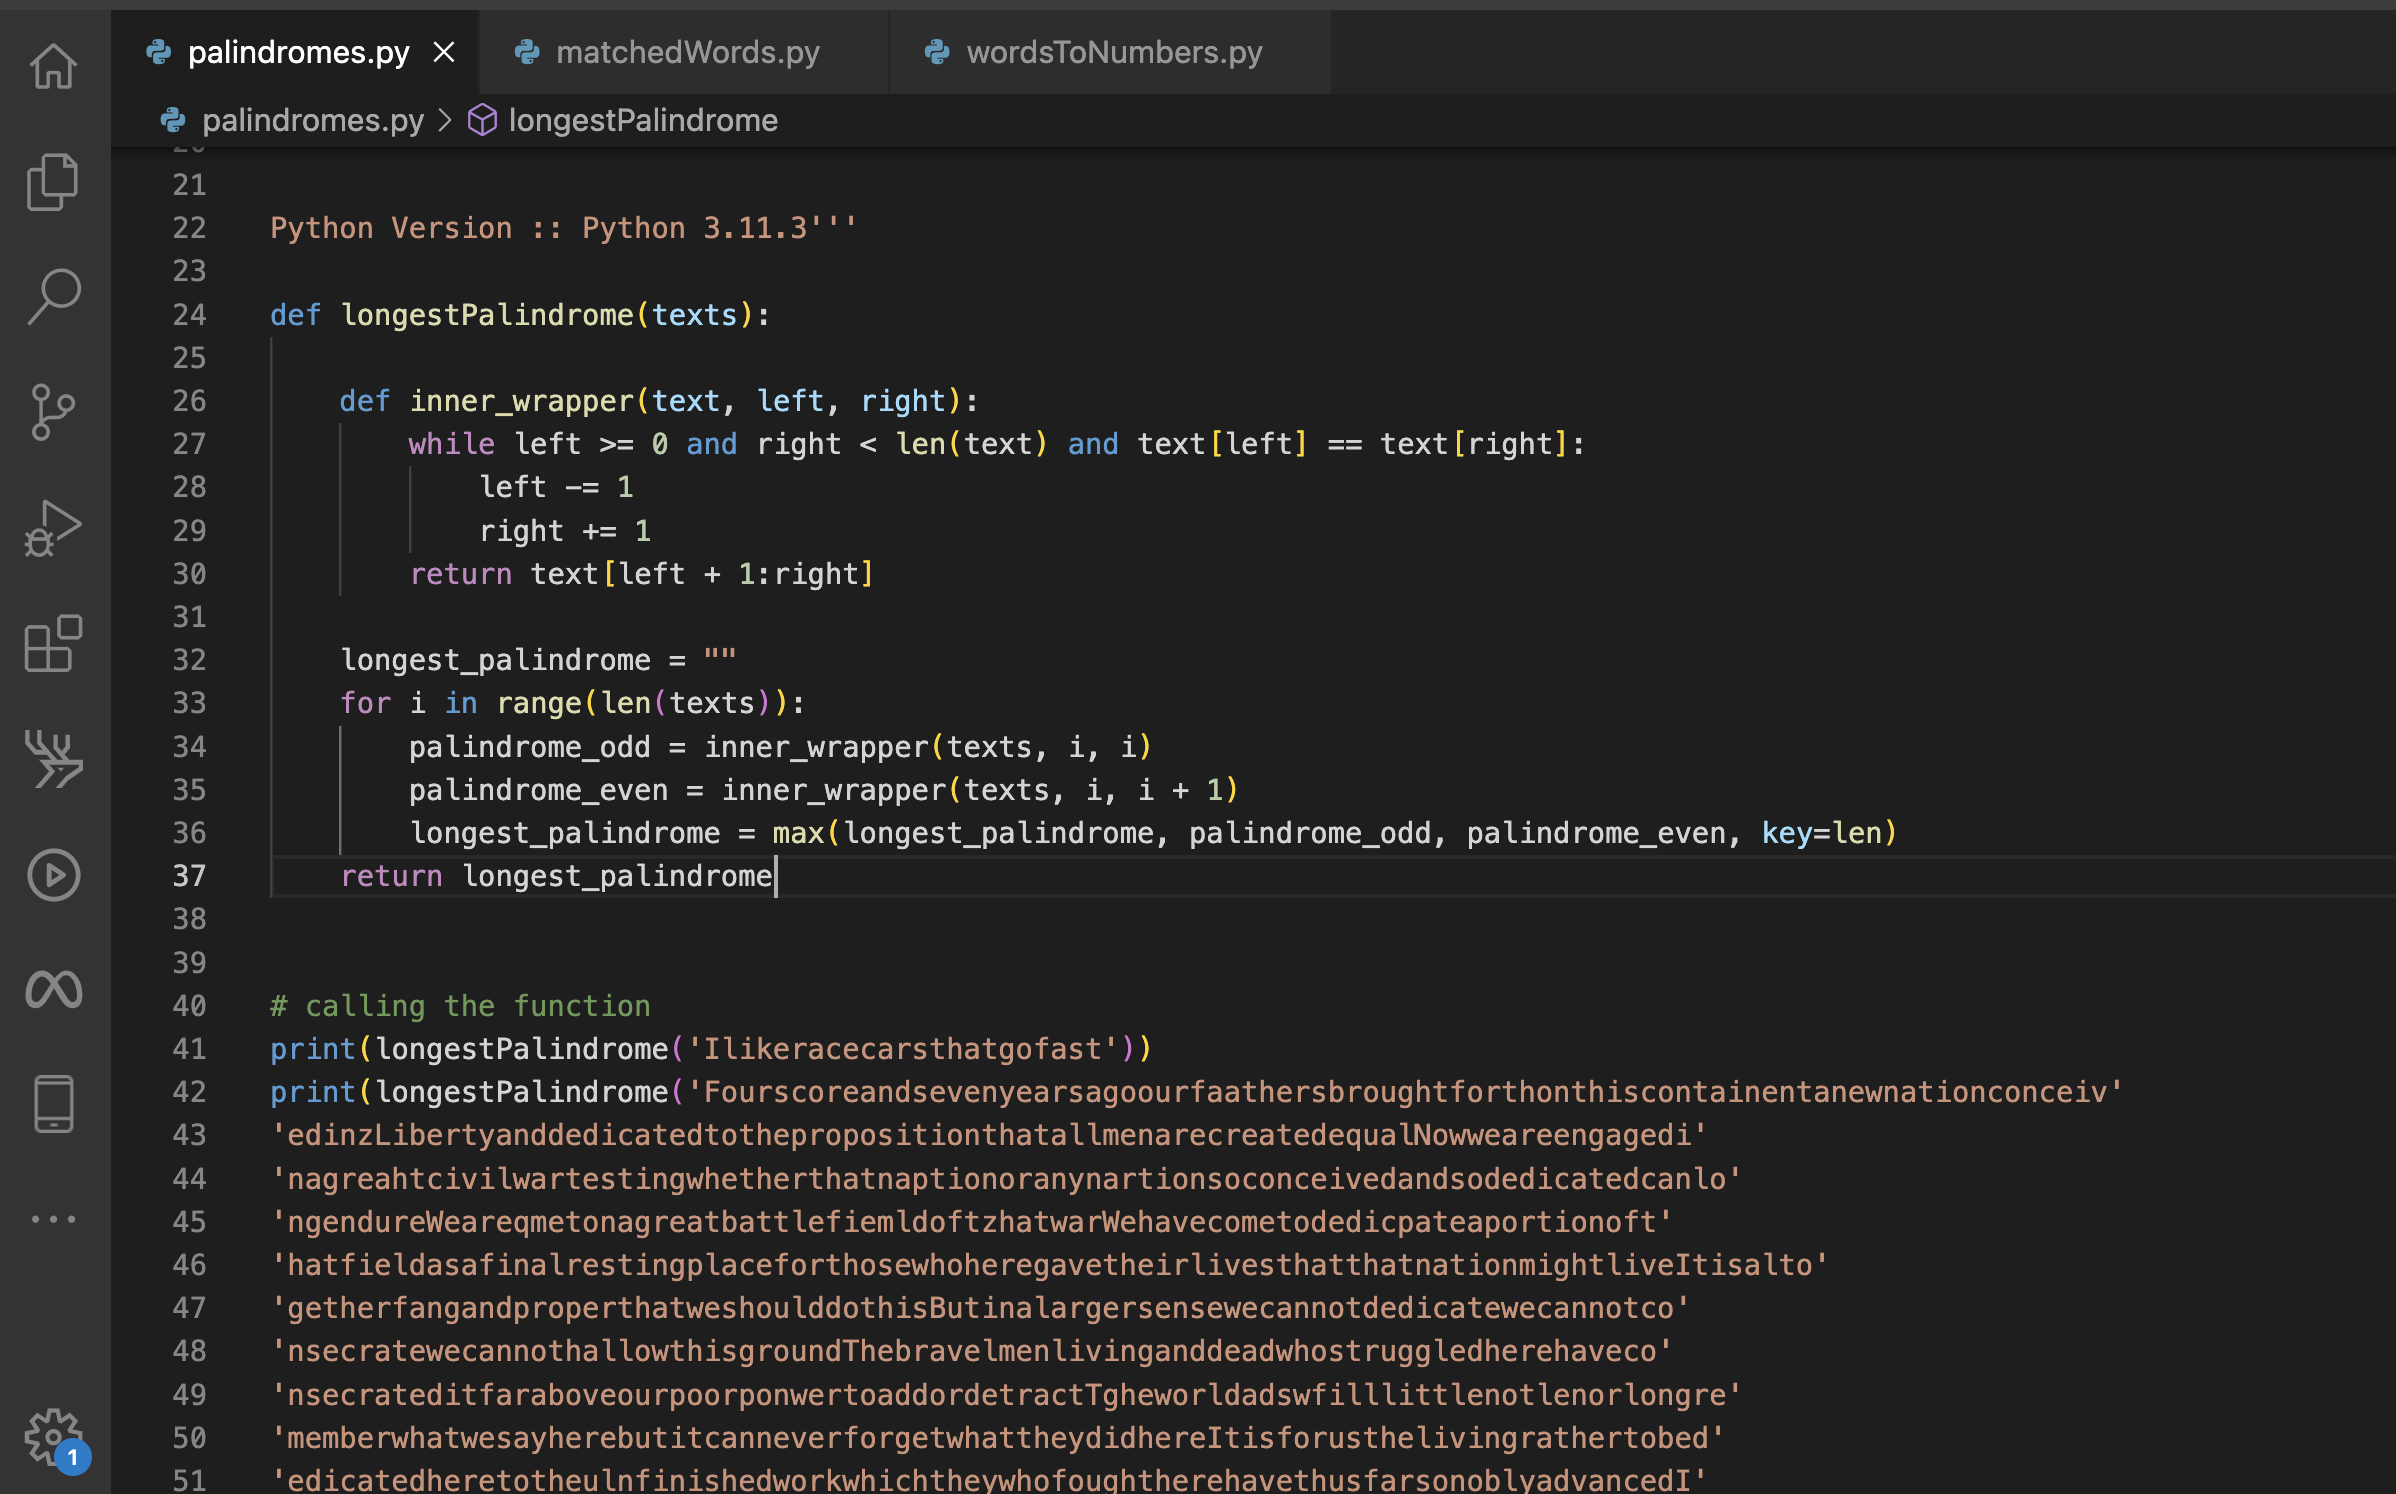 palindromes.py
matchedWords.py
wordsToNumbers.py
palindromes.py > longestPalindrome
21
22 Python Version :: Python 3.11.3'''
23
24 def longestPalindrome(texts):
25
26 def inner_wrapper(text, left, right):
27 while left >= 0 and right < len(text) and text[left] == text[right]:
28 left -= 1
29 right += 1
30 return text[left + 1:right]
31
32 longest_palindrome = ""
33 for i in range(len(texts)):
34 palindrome_odd = inner_wrapper(texts, i, i)
35 palindrome_even = inner_wrapper(texts, i, i + 1)
36 longest_palindrome = max(longest_palindrome, palindrome_odd, palindrome_even, key=len)
37 return longest_palindrome
38
39
40 # calling the function
41 print(longestPalindrome('Ilikeracecarsthatgofast'))
42 print(longestPalindrome('Fourscoreandsevenyearsagoourfaathersbroughtforthonthiscontainentanewnationconceiv'
43 'edinzLibertyanddedicatedtothepropositionthatallmenarecreatedequalNowweareengagedi'
44 'nagreahtcivilwartestingwhetherthatnaptionoranynartionsoconceivedandsodedicatedcanlo'
45 'ngendureWeareqmetonagreatbattlefiemldoftzhatwarWehavecometodedicpateaportionoft'
46 'hatfieldasafinalrestingplaceforthosewhoheregavetheirlivesthatthatnationmightliveItisalto'
47 'getherfangandproperthatweshoulddothisButinalargersensewecannotdedicatewecannotco'
48 'nsecratewecannothallowthisgroundThebravelmenlivinganddeadwhostruggledherehaveco'
49 'nsecrateditfaraboveourpoorponwertoaddordetractTgheworldadswfilllittlenotlenorlongre'
50 'memberwhatwesayherebutitcanneverforgetwhattheydidhereItisforusthelivingrathertobed'
51 'edicatedheretotheulnfinishedworkwhichtheywhofoughtherehavethusfarsonoblyadvancedI'
1